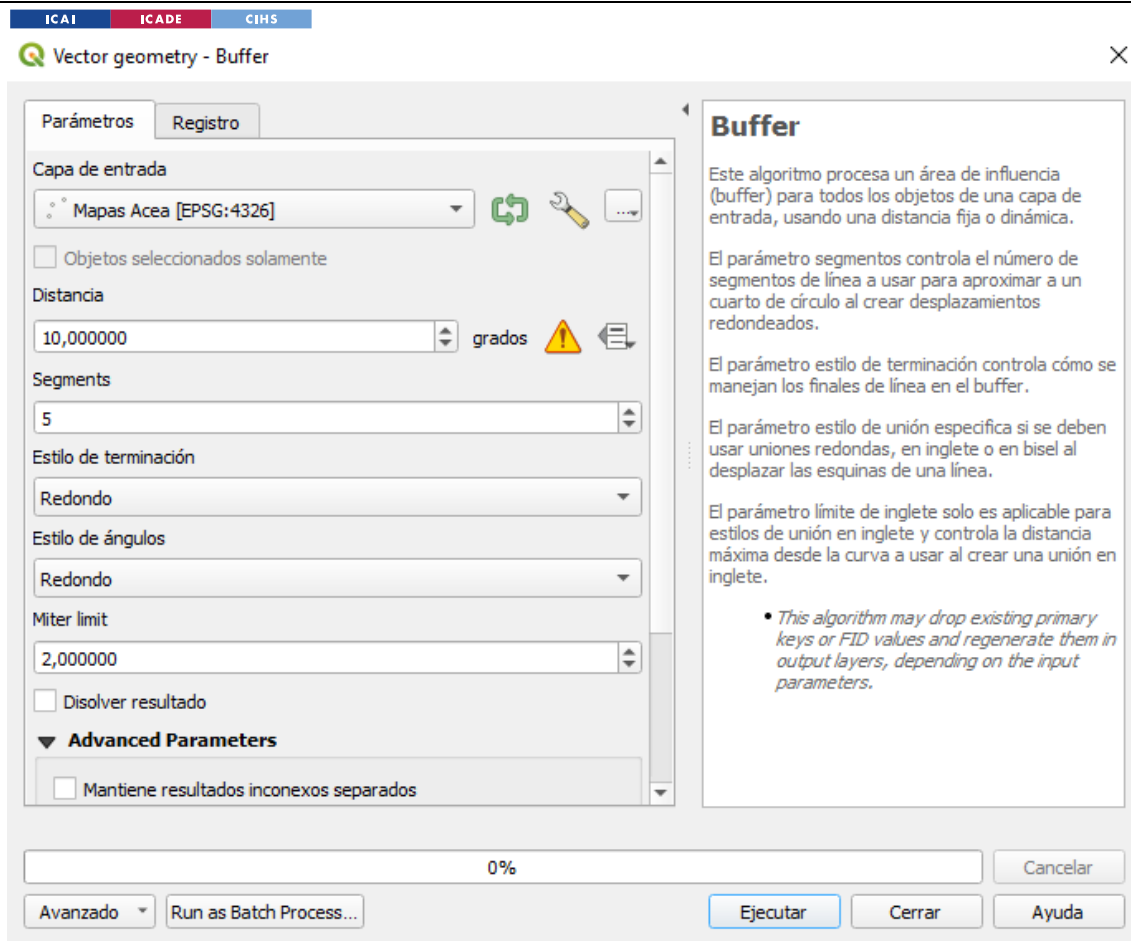 ICAI ICADE CIHS
Vector geometry - Buffer
Parámetros Registro
Capa de entrada
Mapas Acea [EPSG:4326]
...
Objetos seleccionados solamente
Distancia
10,000000 grados
Segments
5
Estilo de terminación
Redondo
Estilo de ángulos
Redondo
Miter limit
2,000000
Disolver resultado
Advanced Parameters
Mantiene resultados inconexos separados
Buffer
Este algoritmo procesa un área de influencia
(buffer) para todos los objetos de una capa de
entrada, usando una distancia fija o dinámica.
El parámetro segmentos controla el número de
segmentos de línea a usar para aproximar a un
cuarto de círculo al crear desplazamientos
redondeados.
El parámetro estilo de terminación controla cómo se
manejan los finales de línea en el buffer.
El parámetro estilo de unión especifica si se deben
usar uniones redondas, en inglete o en bisel al
desplazar las esquinas de una línea.
El parámetro límite de inglete solo es aplicable para
estilos de unión en inglete y controla la distancia
máxima desde la curva a usar al crear una unión en
inglete.
• This algorithm may drop existing primary
keys or FID values and regenerate them in
output layers, depending on the input
parameters.
0%
Cancelar
Avanzado Run as Batch Process... Ejecutar Cerrar Ayuda